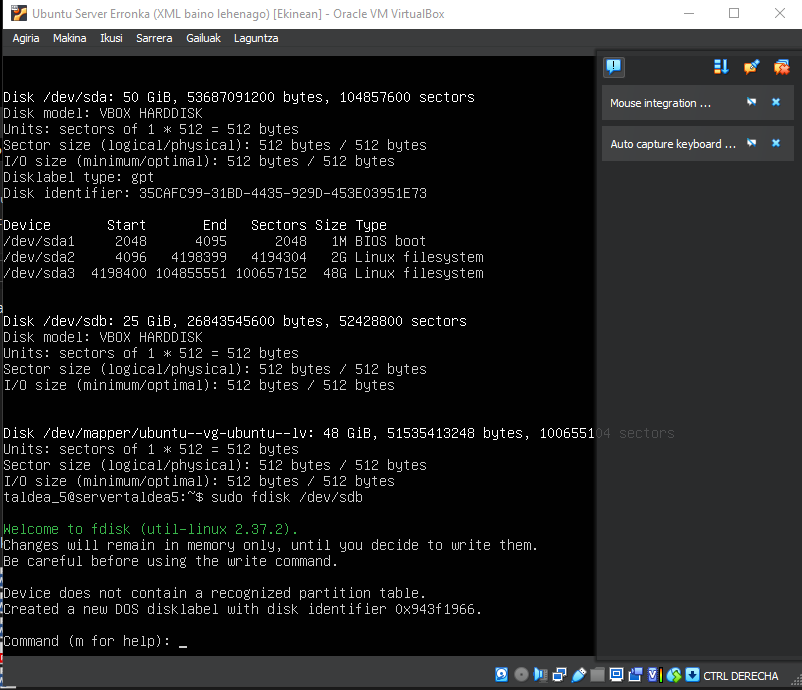 Ubuntu Server Erronka (XML baino lehenago) [Ekinean] - Oracle VM VirtualBox
Agiria Makina Ikusi Sarrera Gailuak Laguntza
Mouse integration ...
Auto capture keyboard ...
Disk /dev/sda: 50 GiB, 53687091200 bytes, 104857600 sectors
Disk model: VBOX HARDDISK
Units: sectors of 1 * 512 = 512 bytes
Sector size (logical/physical): 512 bytes / 512 bytes
I/O size (minimum/optimal): 512 bytes / 512 bytes
Disklabel type: gpt
Disk identifier: 35CAFC99-31BD-4435-929D-453E03951E73
Device Start End Sectors Size Type
/dev/sda1 2048 4095 2048 1M BIOS boot
/dev/sda2 4096 4198399 4194304 2G Linux filesystem
/dev/sda3 4198400 104855551 100657152 48G Linux filesystem
Disk /dev/sdb: 25 GiB, 26843545600 bytes, 52428800 sectors
Disk model: VBOX HARDDISK
Units: sectors of 1 * 512 = 512 bytes
Sector size (logical/physical): 512 bytes / 512 bytes
I/O size (minimum/optimal): 512 bytes / 512 bytes
Disk /dev/mapper/ubuntu--vg-ubuntu--lv: 48 GiB, 51535413248 bytes, 100655104 sectors
Units: sectors of 1 * 512 = 512 bytes
Sector size (logical/physical): 512 bytes / 512 bytes
I/O size (minimum/optimal): 512 bytes / 512 bytes
taldea_5@servertaldea5:~$ sudo fdisk /dev/sdb
Welcome to fdisk (util-linux 2.37.2).
Changes will remain in memory only, until you decide to write them.
Be careful before using the write command.
Device does not contain a recognized partition table.
Created a new DOS disklabel with disk identifier 0x943f1966.
Command (m for help): _
CTRL DERECHA